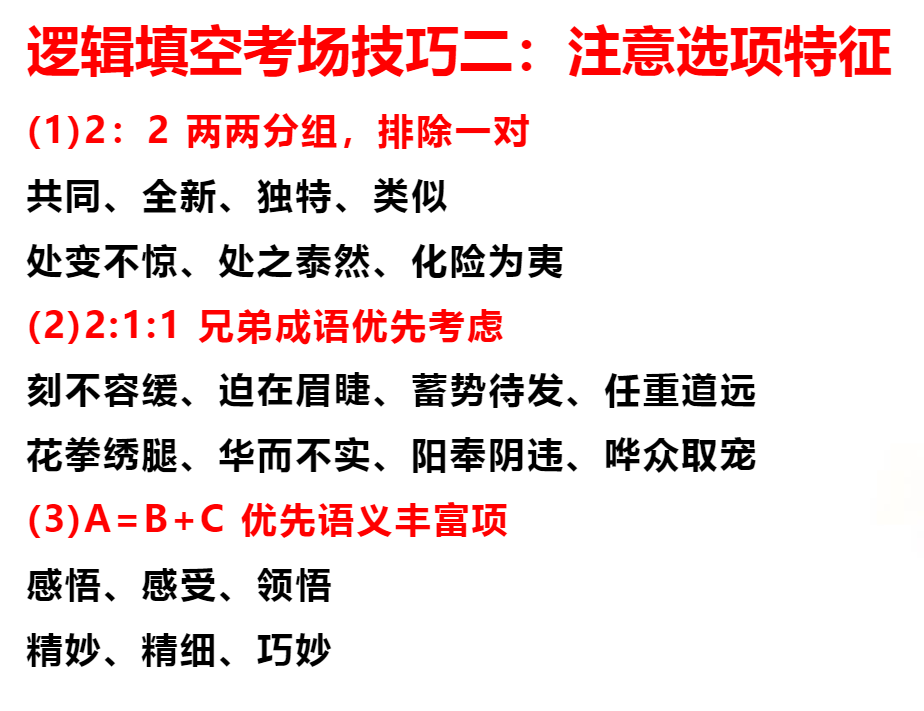 逻辑填空考场技巧二：注意选项特征
(1)2：2 两两分组，排除一对
共同、全新、独特、类似
处变不惊、处之泰然、化险为夷
(2)2:1:1 兄弟成语优先考虑
刻不容缓、迫在眉睫、蓄势待发、任重道远
花拳绣腿、华而不实、阳奉阴违、哗众取宠
(3)A=B+C 优先语义丰富项
感悟、感受、领悟
精妙、精细、巧妙